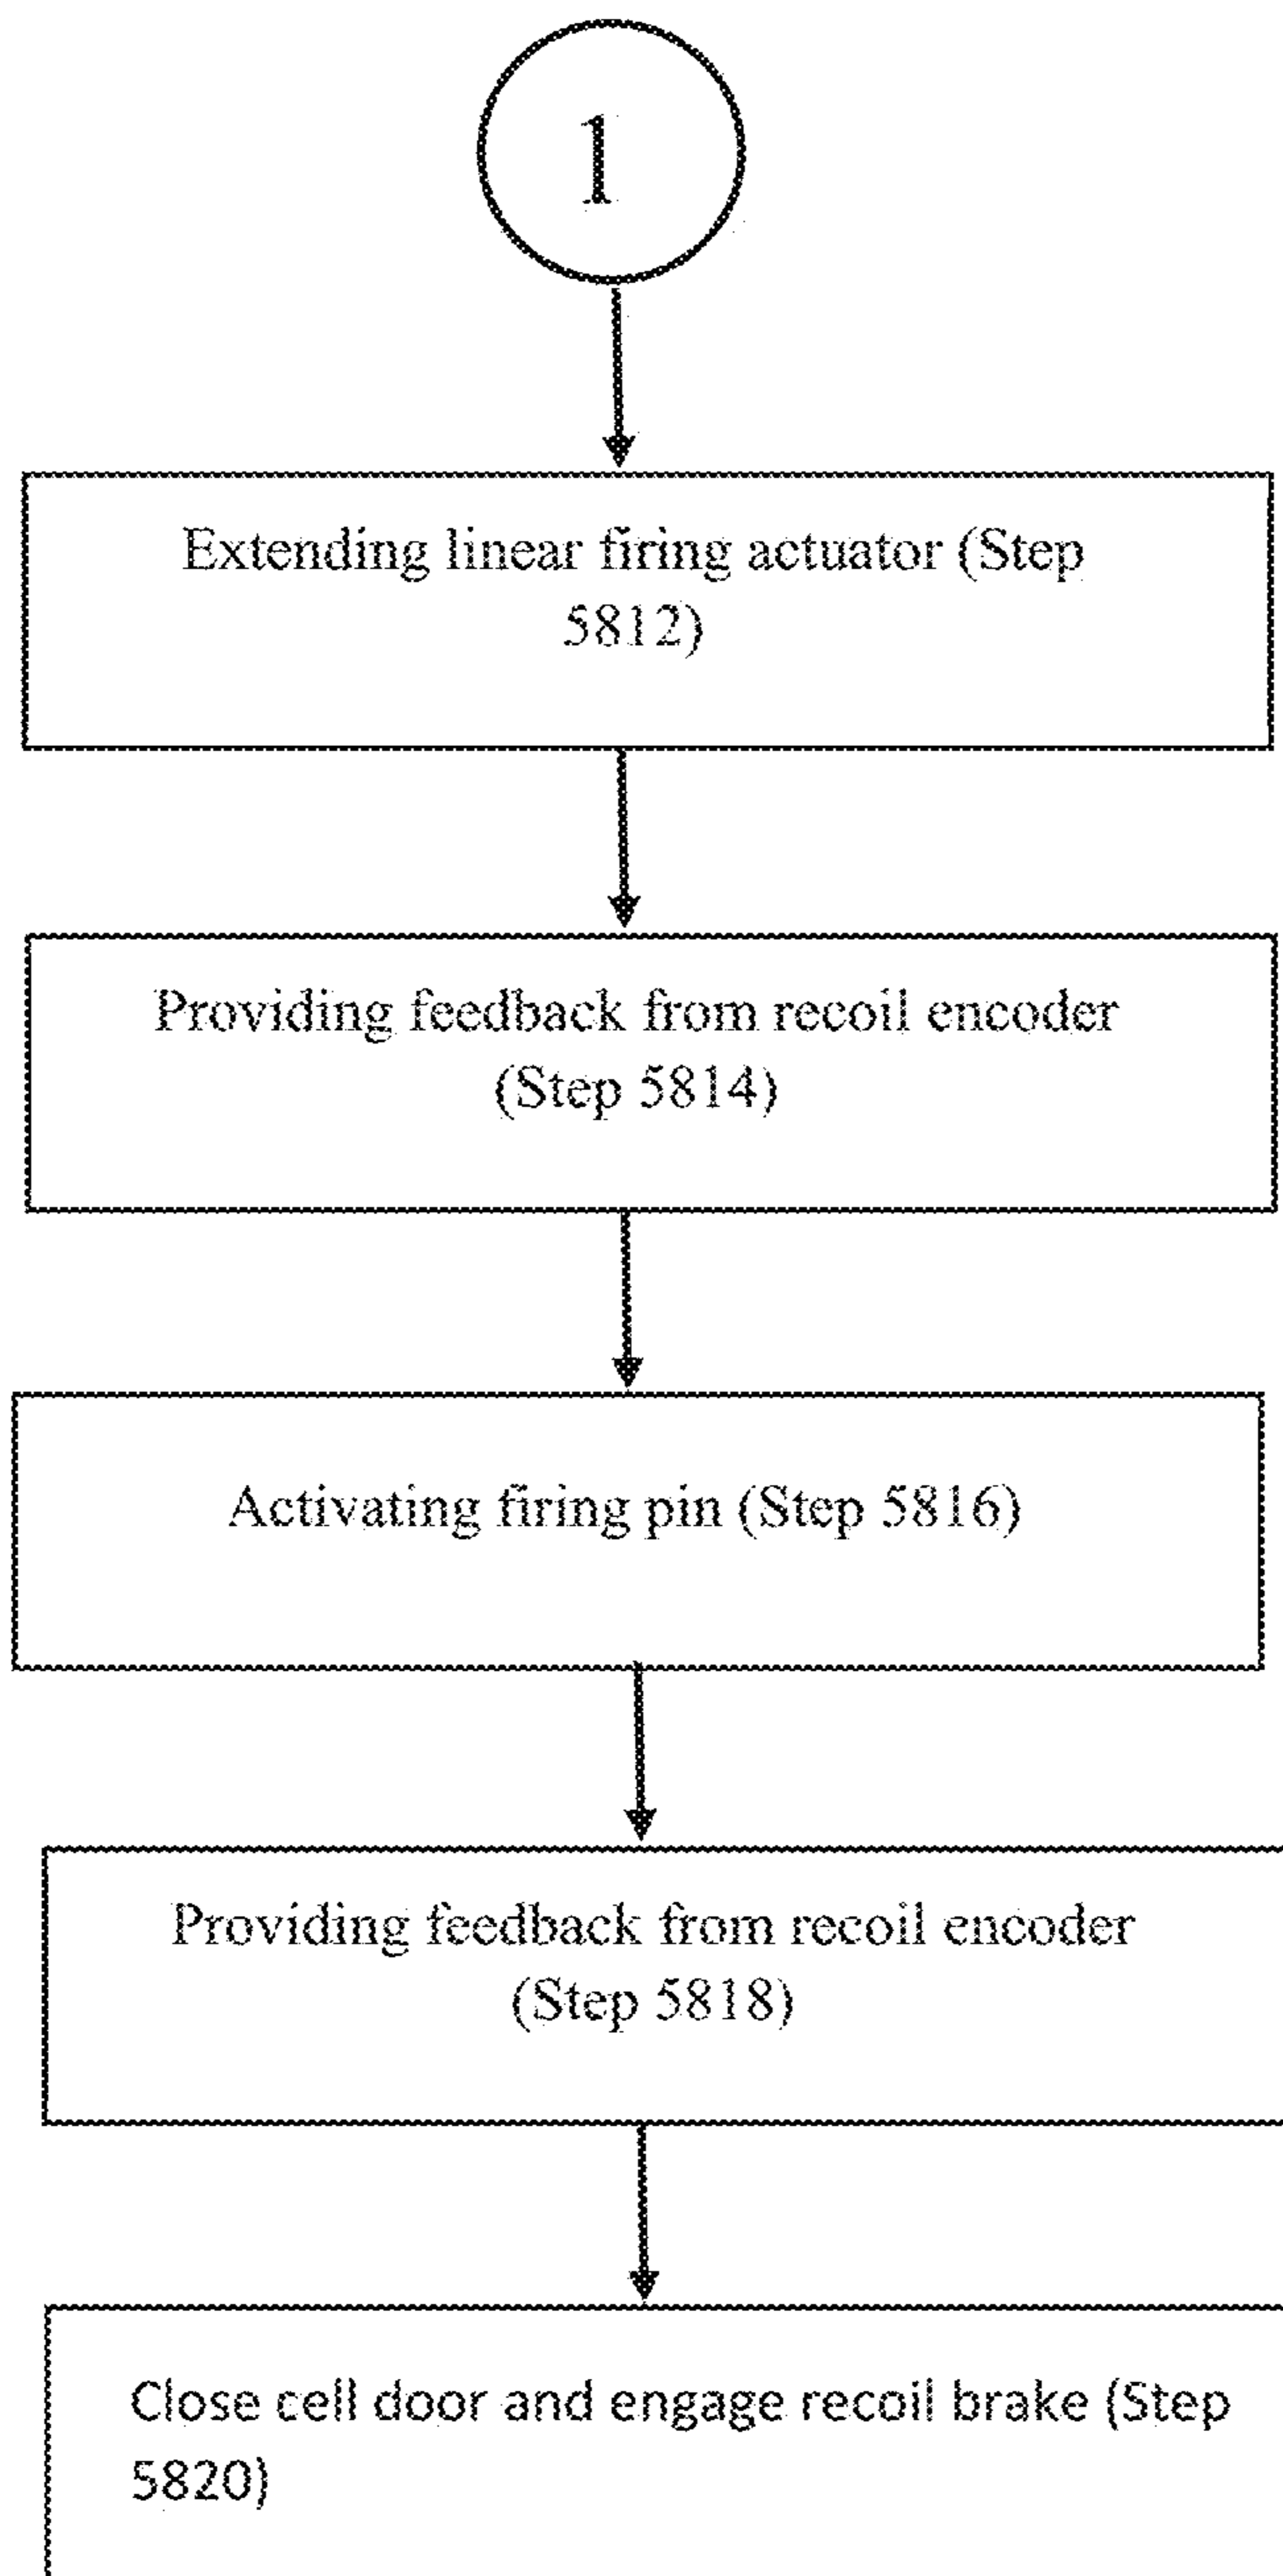 1
Extending linear firing actuator (Step
5812)
Providing feedback from recoil encoder
(Step 5814)
Activating firing pin (Step 5816)
Providing feedback from recoil encoder
(Step 5818)
Close cell door and engage recoil brake (Step
5820)